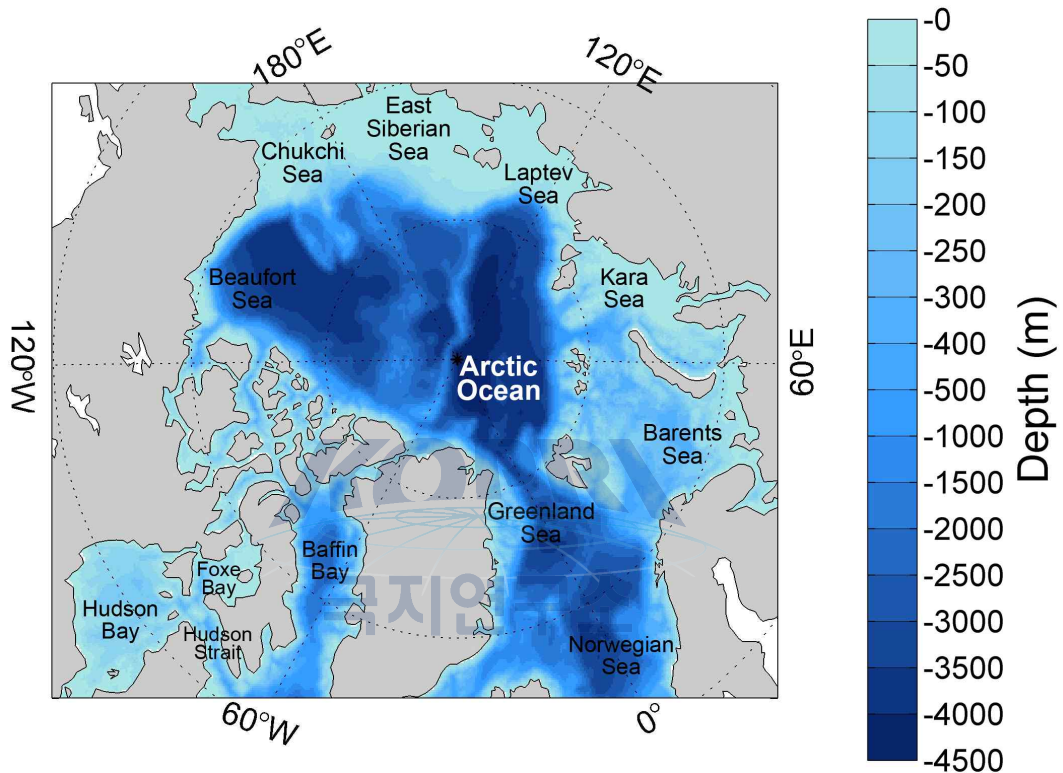 180°E
120°E
East
Siberian
Sea
Chukchi
Sea
Laptev
Sea
Beaufort
Sea
Kara
Sea
120°W
60°E
Arctic
Ocean
Barents
Sea
Greenland
Sea
Baffin
Bay
Foxe
Bay
Hudson
Bay
Hudson
Strait
Norwegian
Sea
60°W
0°
-0
-50
-100
-150
-200
-250
-300
-400
-500
-1000
-1500
-2000
-2500
-3000
-3500
-4000
-4500
Depth (m)